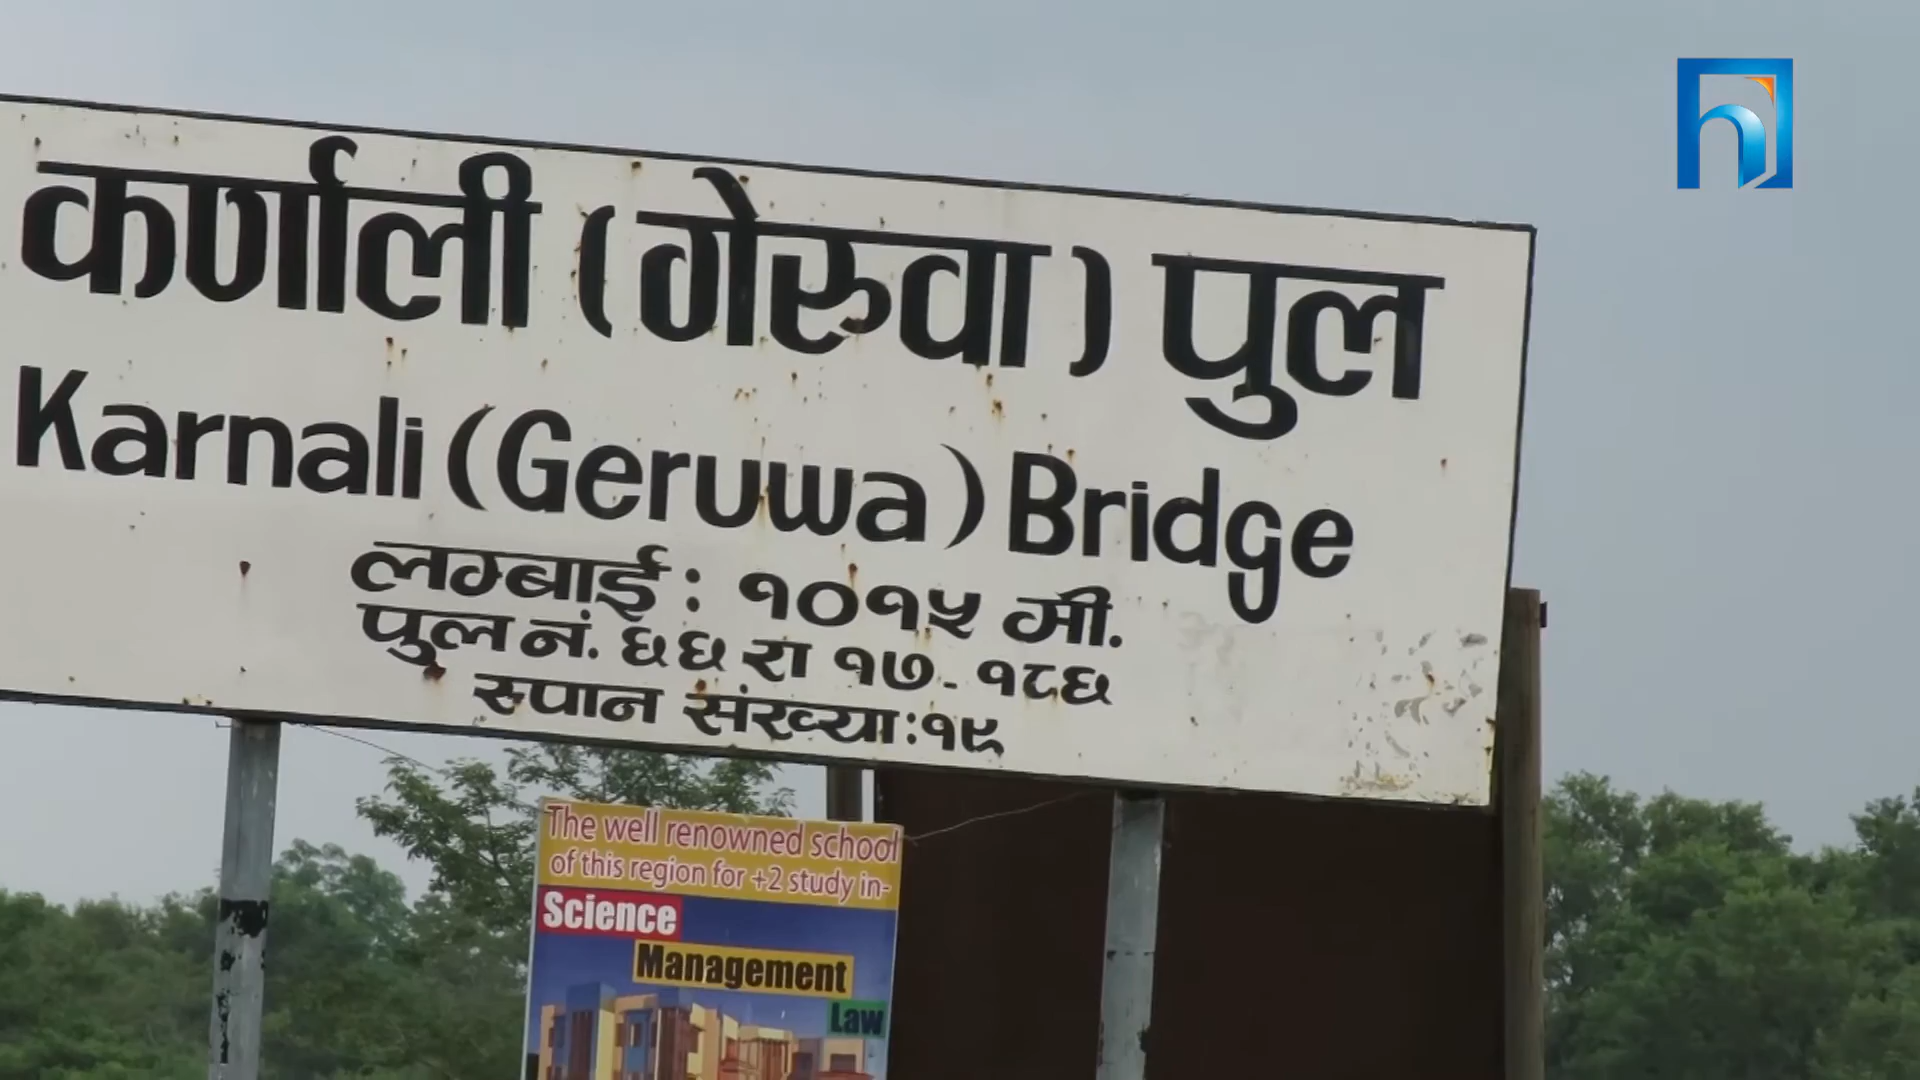 कर्णाली (गेरुवा) पुल
Karnali (Geruwa) Bridge
लम्बाई : १०१५ मी.
पुल नं. ६६ रा १७-१८६
स्पान संख्या:१५
The well renowned school
of this region for +2 study in-
Science
Management
Law